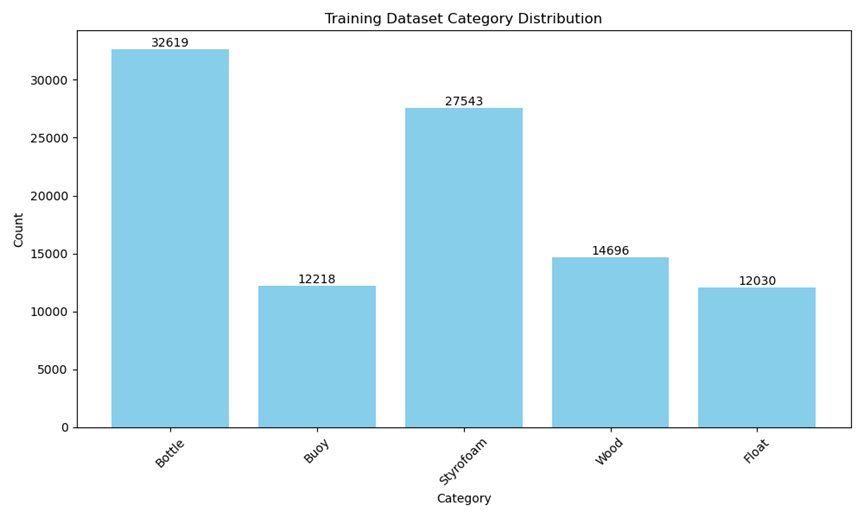 Training Dataset Category Distribution
32619
27543
14696
12218
12030
30000
25000
20000
15000
10000
5000
0
Count
Bottle
Buoy
Styrofoam
Wood
Float
Category